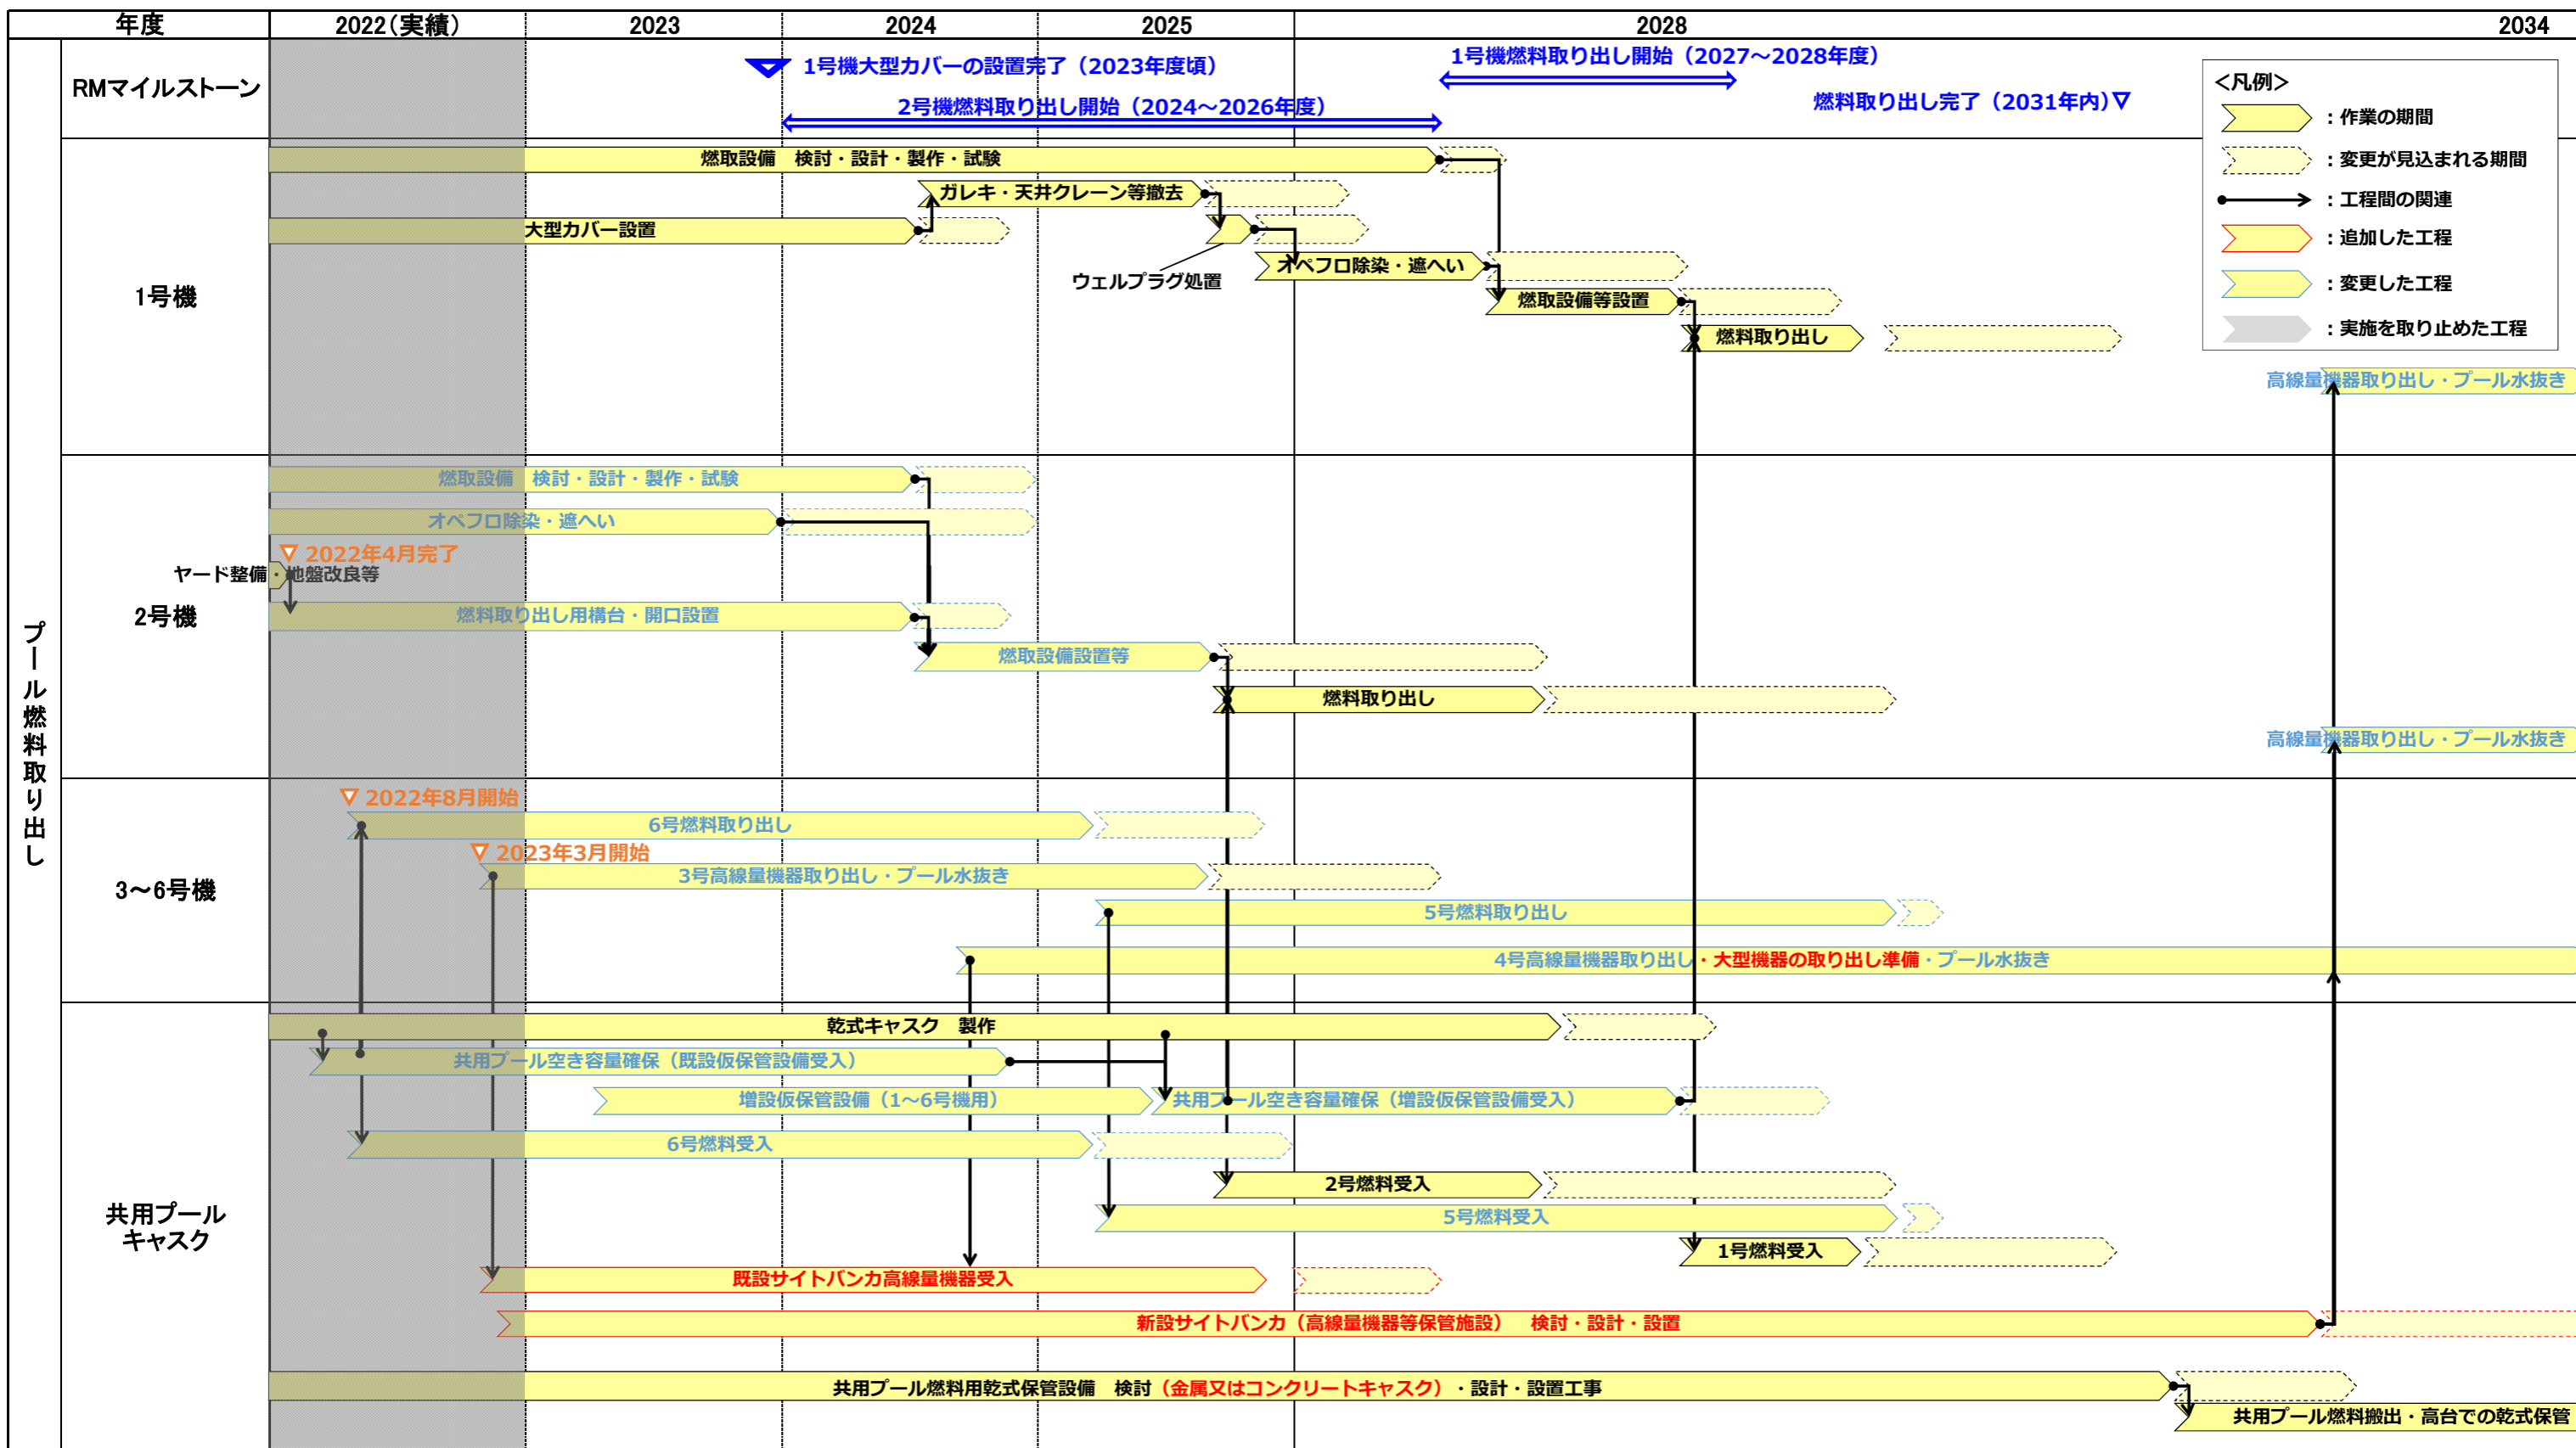 年度 2022(実績) 2023 2024 2025 2028 2034
プール燃料取り出し
RMマイルストーン
1号機大型カバーの設置完了（2023年度頃）
1号機燃料取り出し開始（2027～2028年度）
2号機燃料取り出し開始（2024～2026年度）
燃料取り出し完了（2031年内）
＜凡例＞
：作業の期間
：変更が見込まれる期間
：工程間の関連
：追加した工程
：変更した工程
：実施を取り止めた工程
1号機
燃取設備　検討・設計・製作・試験
ガレキ・天井クレーン等撤去
大型カバー設置
ウェルプラグ処置
オペフロ除染・遮へい
燃取設備等設置
燃料取り出し
高線量機器取り出し・プール水抜き
2号機
燃取設備　検討・設計・製作・試験
オペフロ除染・遮へい
2022年4月完了
ヤード整備・地盤改良等
燃料取り出し用構台・開口設置
燃取設備設置等
燃料取り出し
高線量機器取り出し・プール水抜き
3～6号機
2022年8月開始
6号燃料取り出し
2023年3月開始
3号高線量機器取り出し・プール水抜き
5号燃料取り出し
4号高線量機器取り出し・大型機器の取り出し準備・プール水抜き
共用プール
キャスク
乾式キャスク　製作
共用プール空き容量確保（既設仮保管設備受入）
増設仮保管設備（1～6号機用）
共用プール空き容量確保（増設仮保管設備受入）
6号燃料受入
2号燃料受入
5号燃料受入
1号燃料受入
既設サイトバンカ高線量機器受入
新設サイトバンカ（高線量機器等保管施設）　検討・設計・設置
共用プール燃料用乾式保管設備　検討（金属又はコンクリートキャスク）・設計・設置工事
共用プール燃料搬出・高台での乾式保管